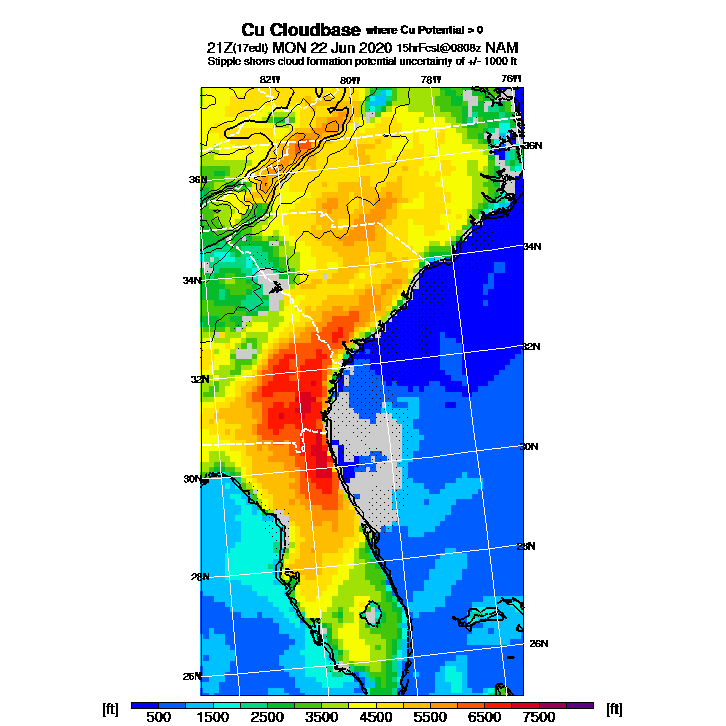 Cu Cloudbase where Cu Potential > 0
21Z(17edt) MON 22 Jun 2020 15hrFcst@0808z NAM
Stipple shows cloud formation potential uncertainty of +/- 1000 ft
82W 80W 78W 76W
36N 36N
34N 34N
32N 32N
30N 30N
28N 28N
26N 26N
[ft] 500 1500 2500 3500 4500 5500 6500 7500 [ft]